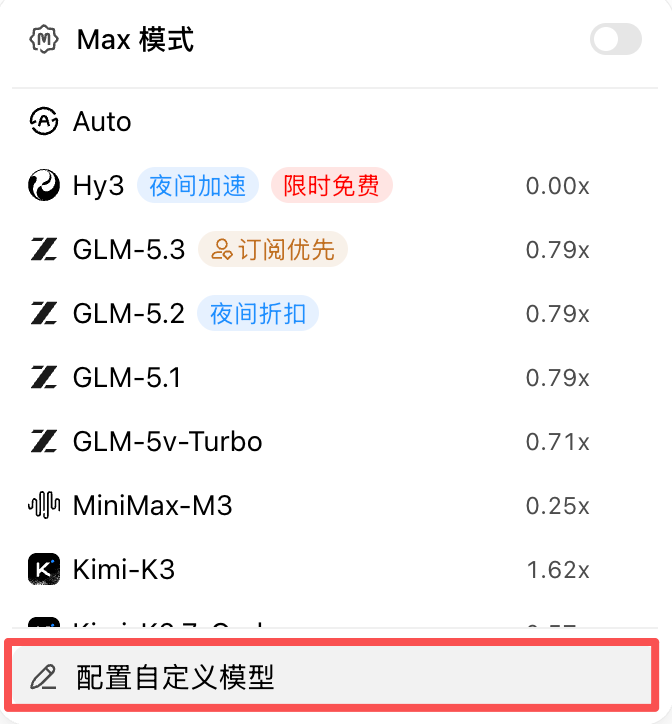 Max 模式
Auto
Hy3 夜间加速 限时免费 0.00x
GLM-5.3 订阅优先 0.79x
GLM-5.2 夜间折扣 0.79x
GLM-5.1 0.79x
GLM-5v-Turbo 0.71x
MiniMax-M3 0.25x
Kimi-K3 1.62x
配置自定义模型